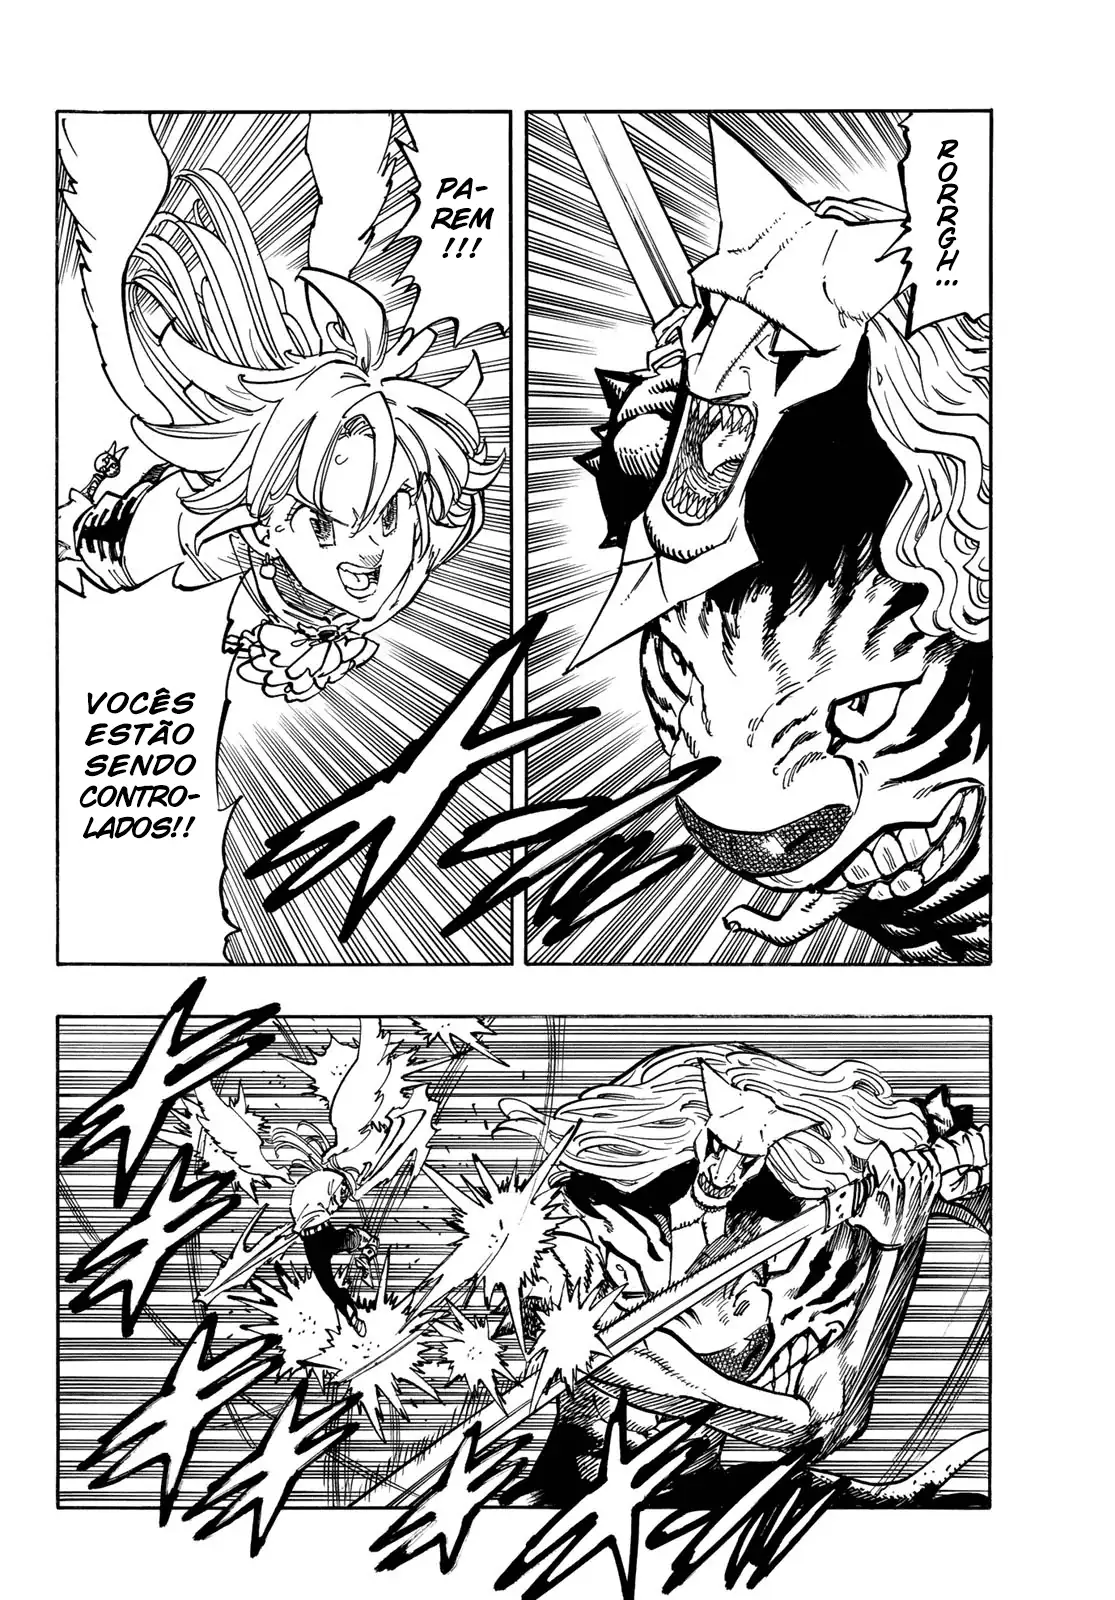 RORRGH...
PA-
REM
!!!
VOCÊS
ESTÃO
SENDO
CONTRO-
LADOS!!